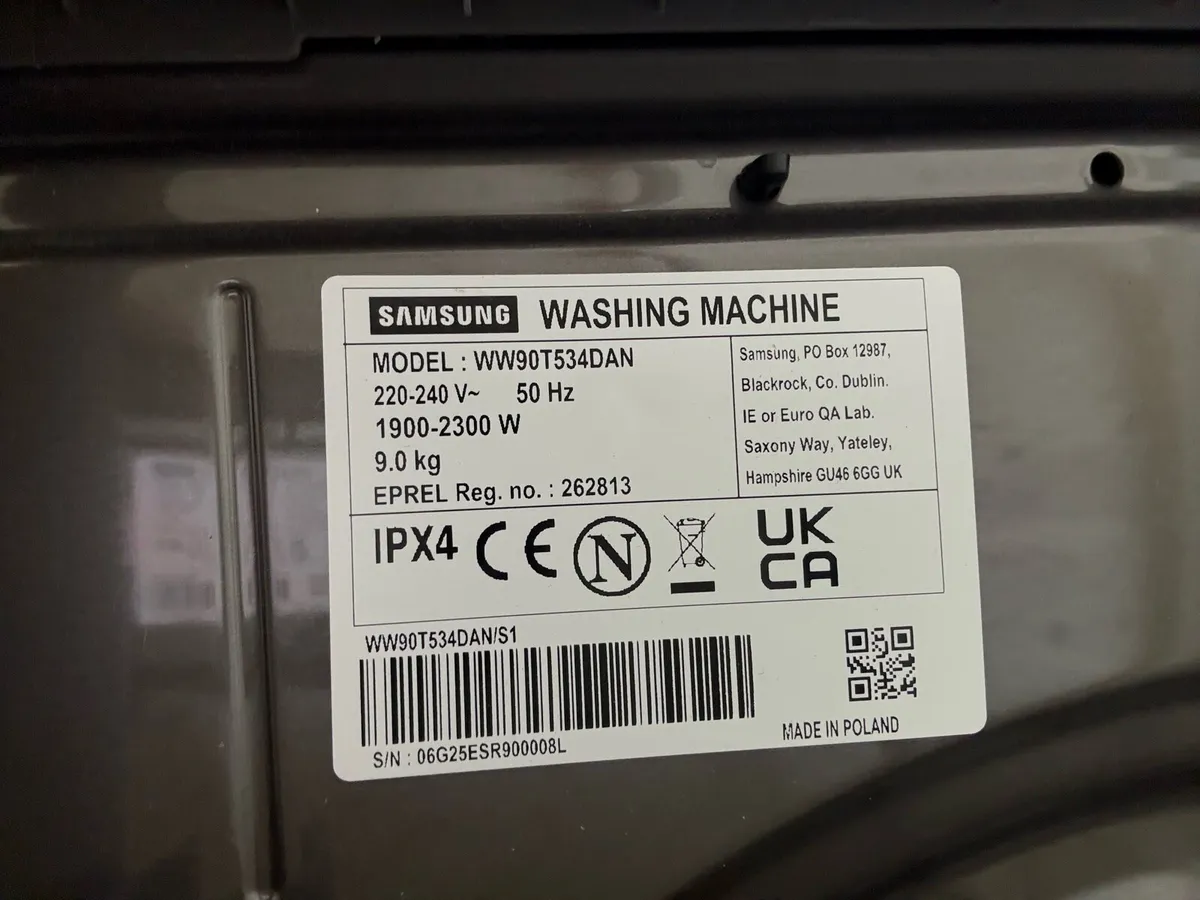 SAMSUNG WASHING MACHINE
MODEL : WW90T534DAN
220-240 V~ 50 Hz
1900-2300 W
9.0 kg
EPREL Reg. no. : 262813
Samsung, PO Box 12987,
Blackrock, Co. Dublin.
IE or Euro QA Lab.
Saxony Way, Yateley,
Hampshire GU46 6GG UK
IPX4 CE N UK
CA
WW90T534DAN/S1
S/N : 06G25ESR900008L
MADE IN POLAND